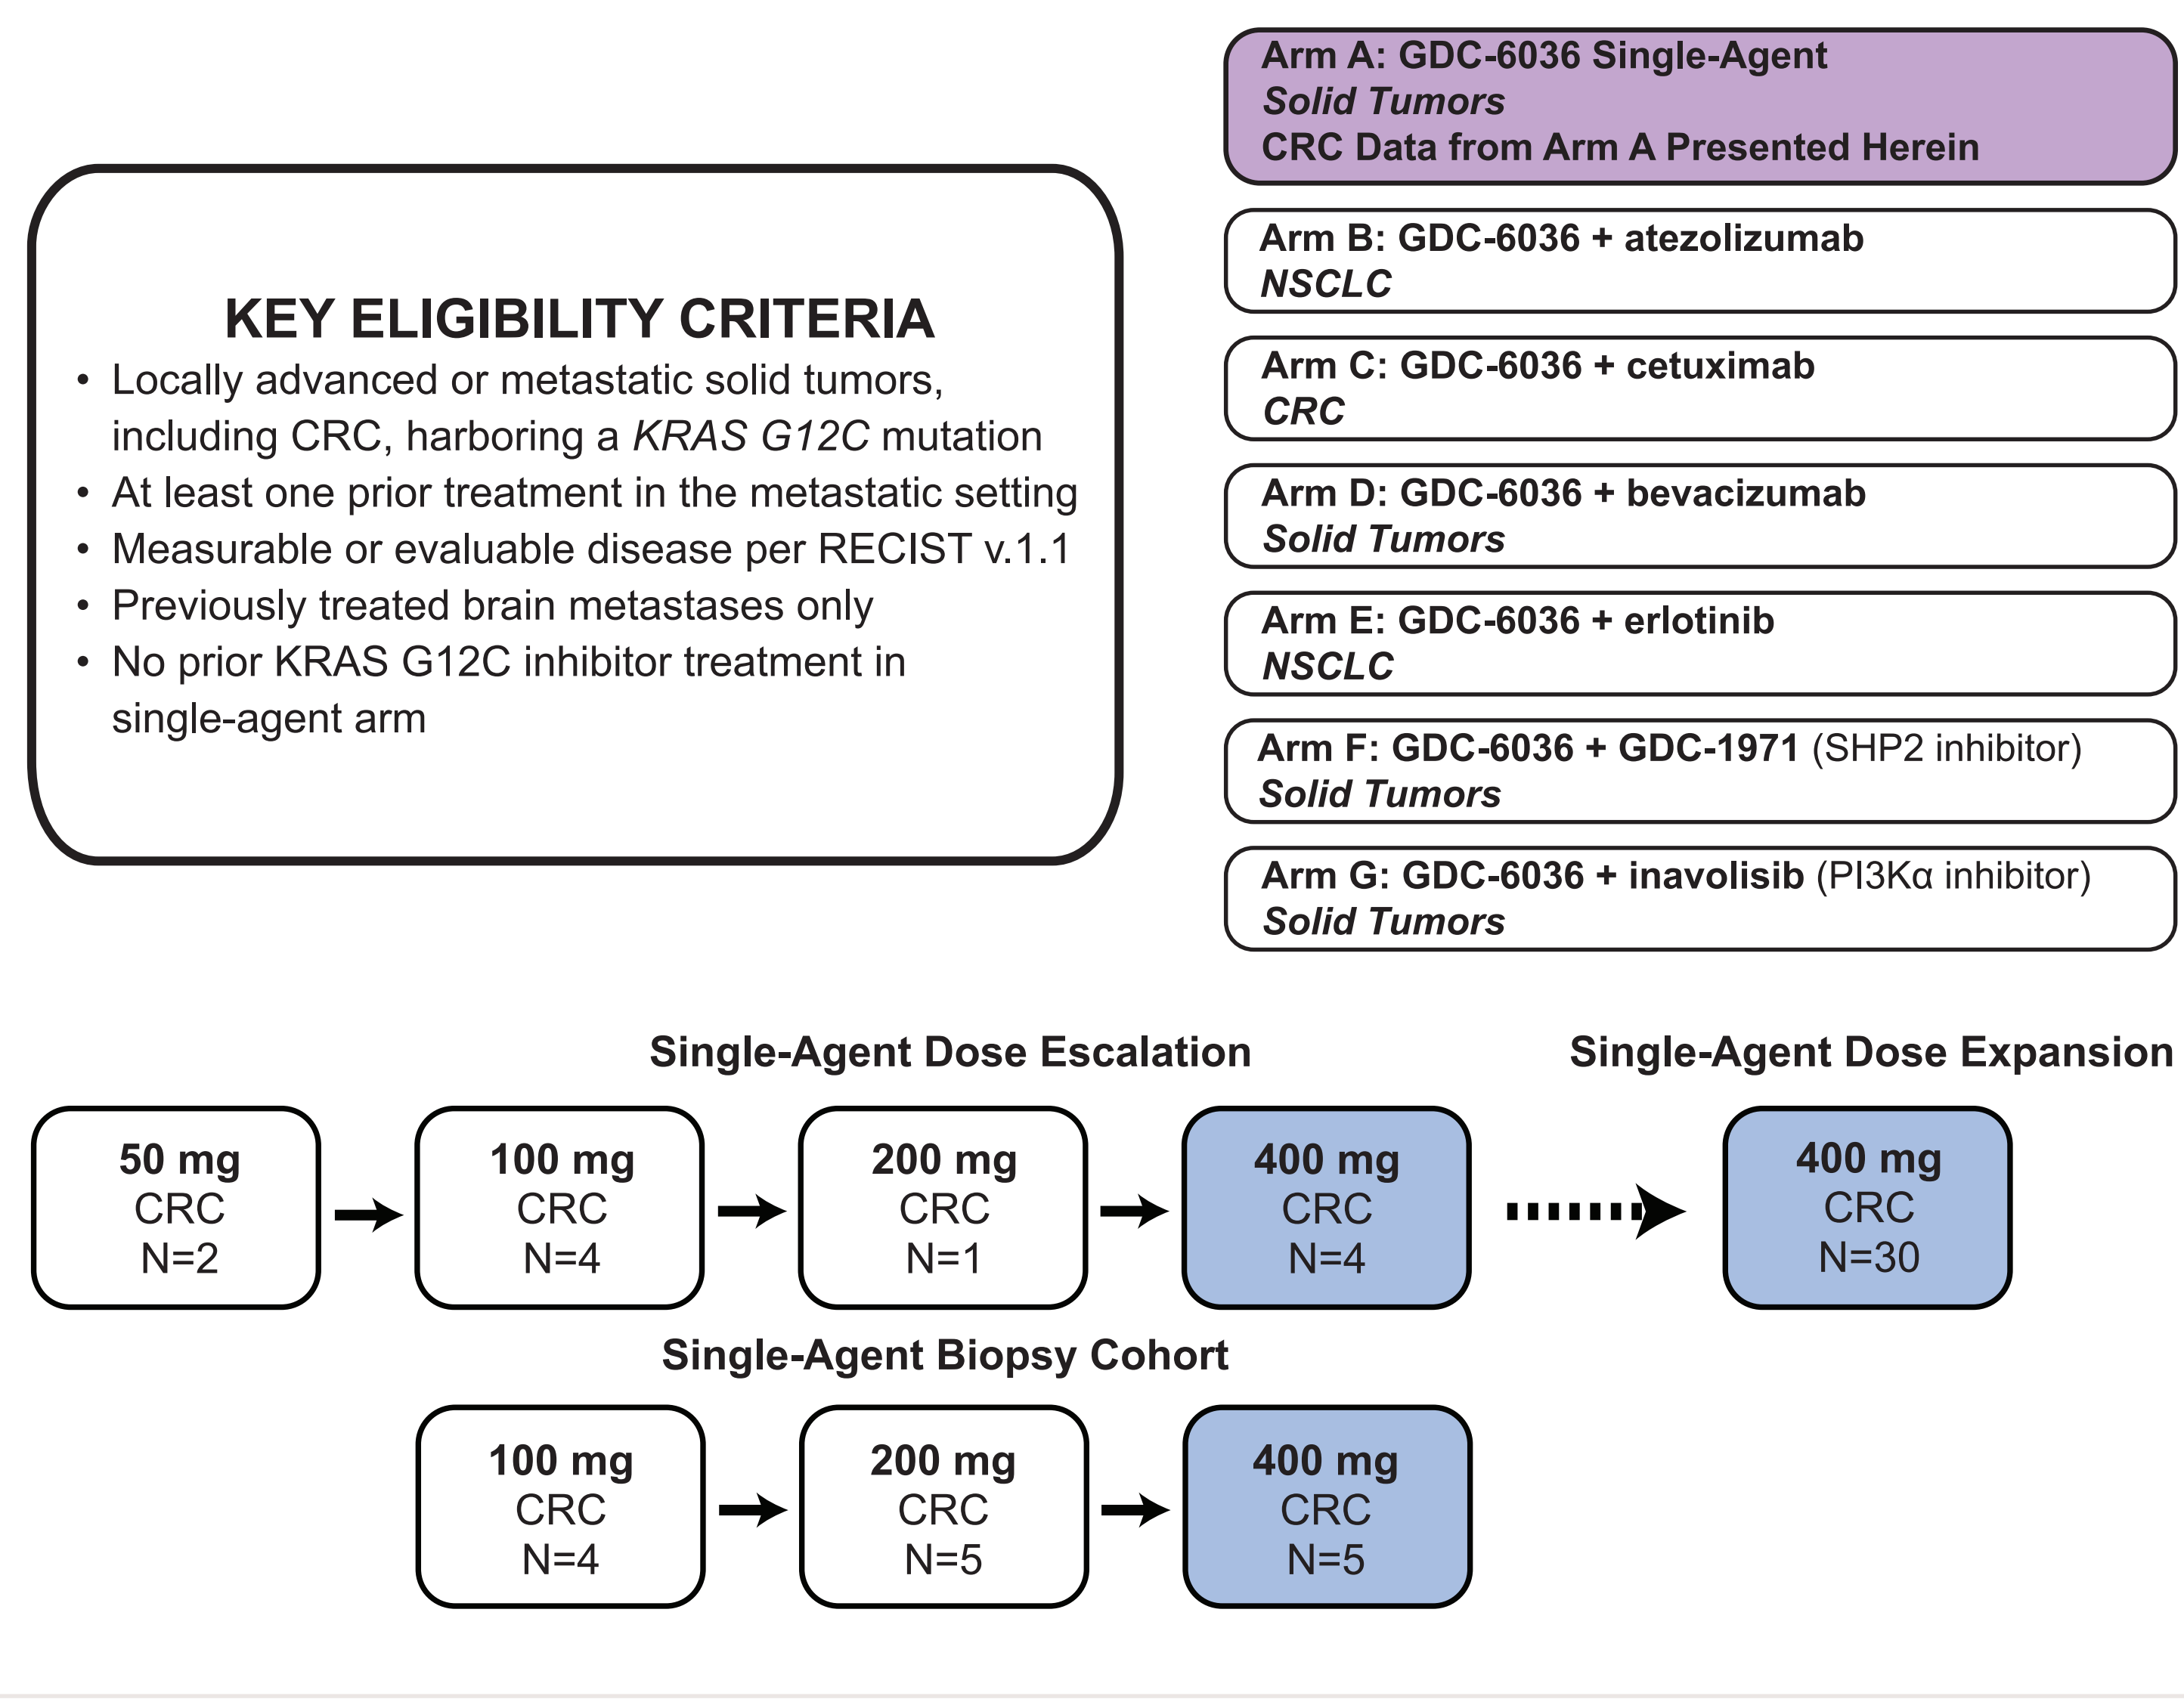 Arm A: GDC-6036 Single-Agent
Solid Tumors
CRC Data from Arm A Presented Herein
KEY ELIGIBILITY CRITERIA
• Locally advanced or metastatic solid tumors,
including CRC, harboring a KRAS G12C mutation
• At least one prior treatment in the metastatic setting
• Measurable or evaluable disease per RECIST v.1.1
• Previously treated brain metastases only
• No prior KRAS G12C inhibitor treatment in
single-agent arm
Arm B: GDC-6036 + atezolizumab
NSCLC
Arm C: GDC-6036 + cetuximab
CRC
Arm D: GDC-6036 + bevacizumab
Solid Tumors
Arm E: GDC-6036 + erlotinib
NSCLC
Arm F: GDC-6036 + GDC-1971 (SHP2 inhibitor)
Solid Tumors
Arm G: GDC-6036 + inavolisib (PI3Kα inhibitor)
Solid Tumors
Single-Agent Dose Escalation
50 mg
CRC
N=2
100 mg
CRC
N=4
200 mg
CRC
N=1
400 mg
CRC
N=4
Single-Agent Dose Expansion
400 mg
CRC
N=30
Single-Agent Biopsy Cohort
100 mg
CRC
N=4
200 mg
CRC
N=5
400 mg
CRC
N=5